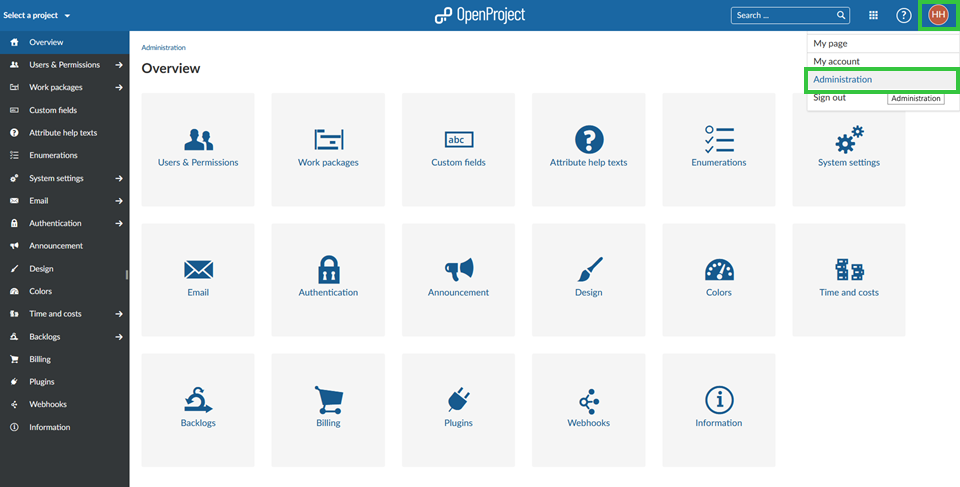 Select a project
OpenProject
Search ...
?
HH
My page
My account
Administration
Sign out
Administration
Overview
Users & Permissions
Work packages
Custom fields
Attribute help texts
Enumerations
System settings
Email
Authentication
Announcement
Design
Colors
Time and costs
Backlogs
Billing
Plugins
Webhooks
Information
Administration
Overview
Users & Permissions
Work packages
abc
Custom fields
?
Attribute help texts
Enumerations
System settings
Email
Authentication
Announcement
Design
Colors
Time and costs
Backlogs
Billing
Plugins
Webhooks
Information